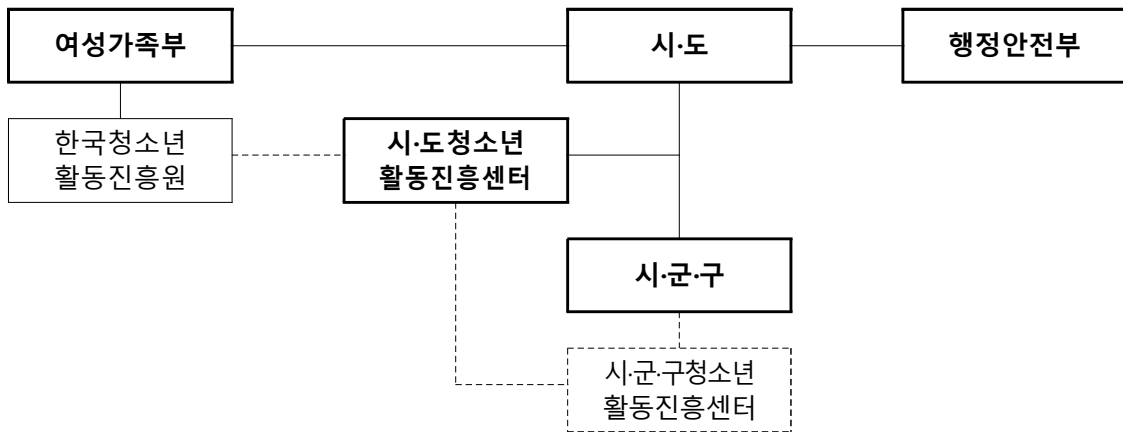 여성가족부
시·도
행정안전부
한국청소년
활동진흥원
시·도청소년
활동진흥센터
시·군·구
시·군·구청소년
활동진흥센터